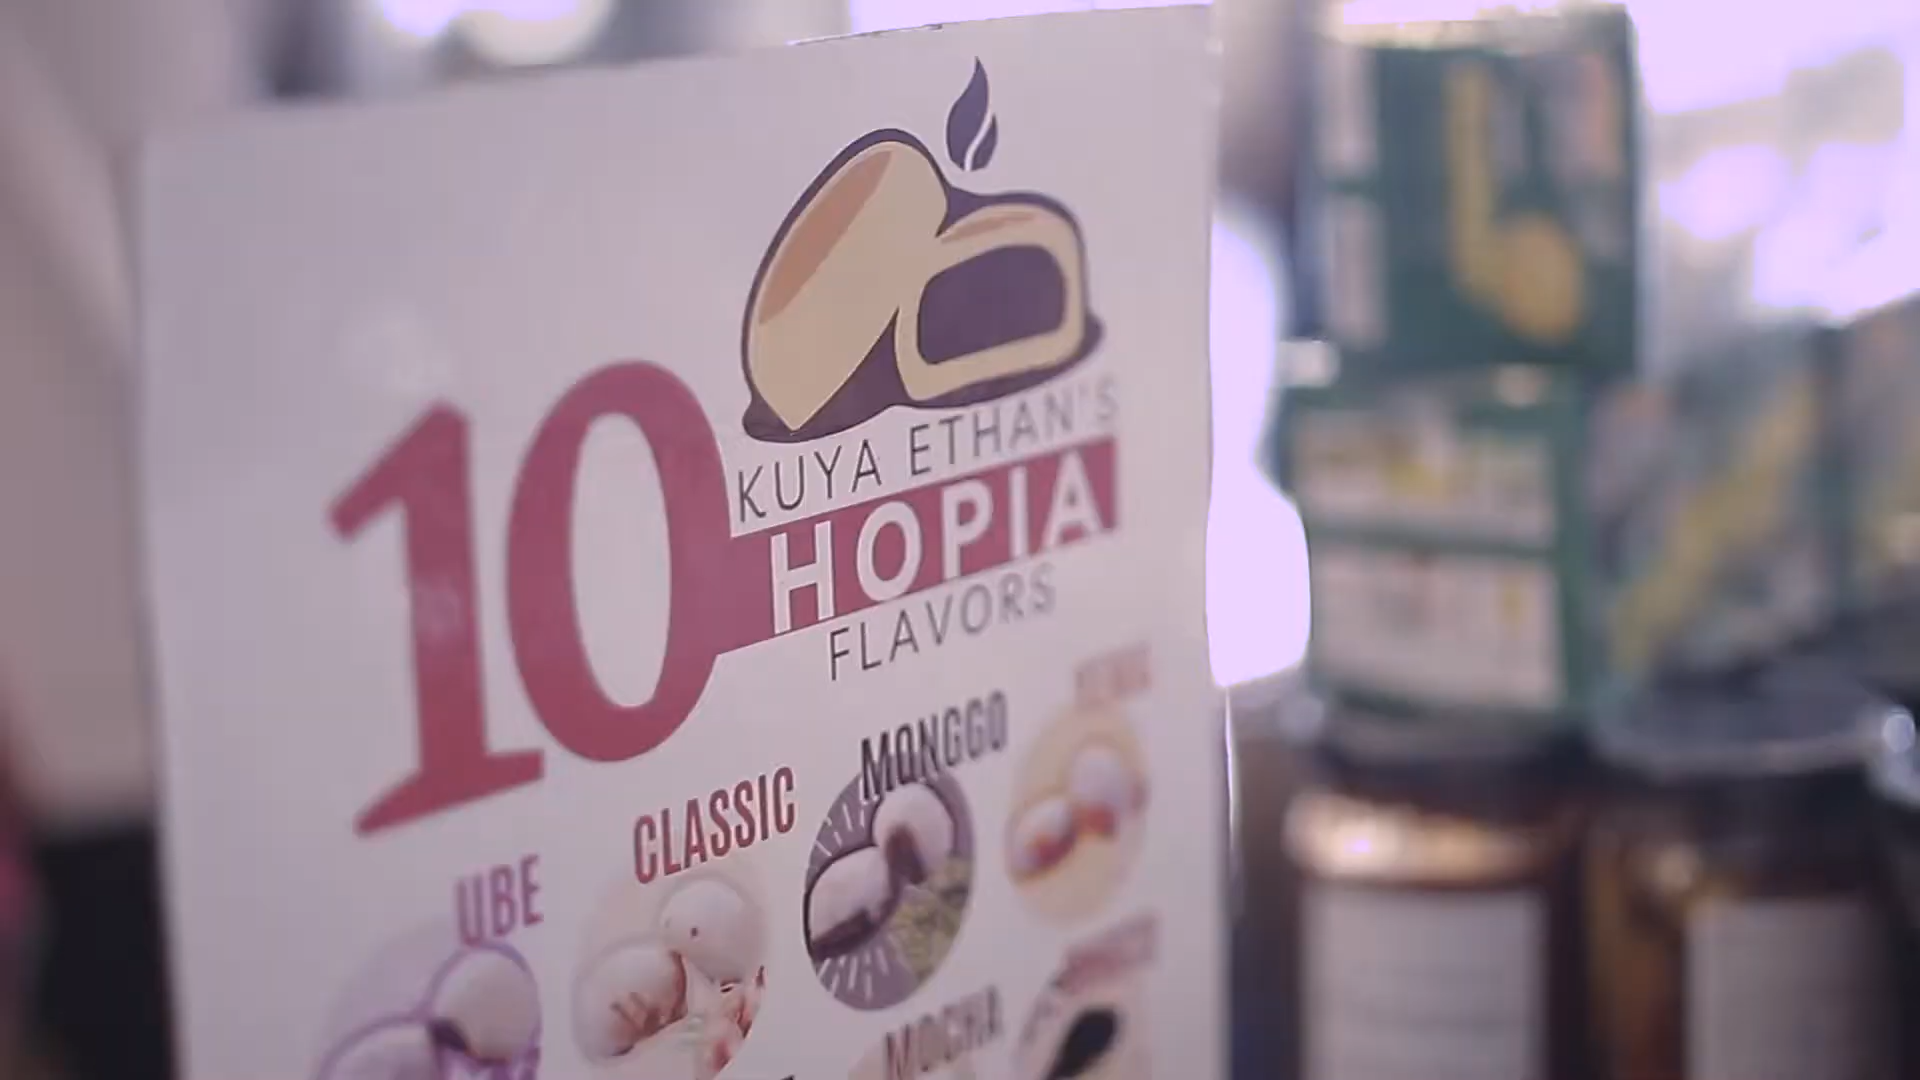 10
KUYA ETHAN'S
HOPIA
FLAVORS
UBE
CLASSIC
MONGGO
MOCHA